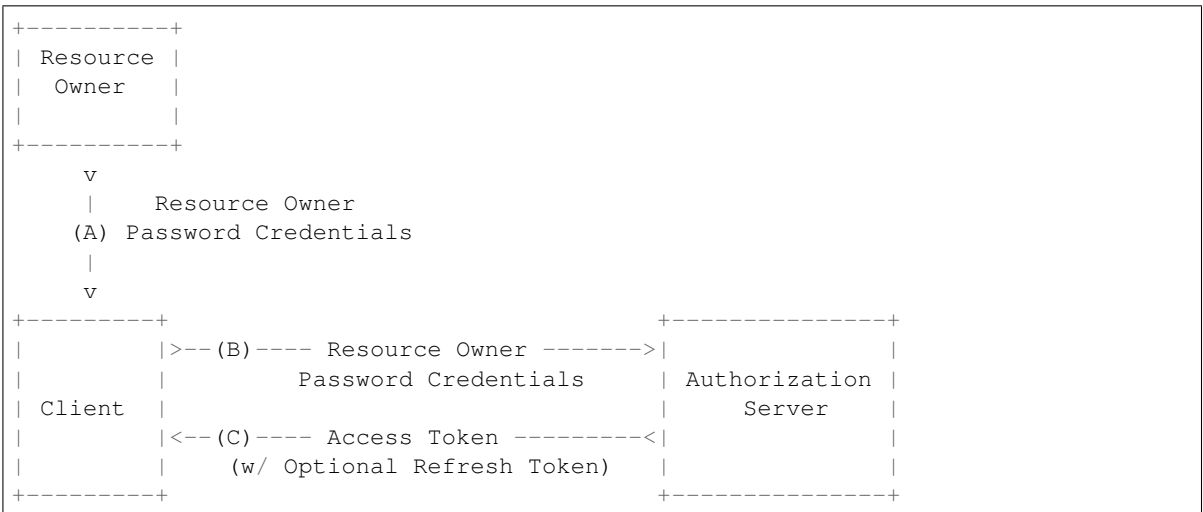 +----------+
| Resource |
|  Owner   |
|          |
+----------+
     v
     |    Resource Owner
    (A) Password Credentials
     |
     v
+---------+                                  +---------------+
|         |>--(B)---- Resource Owner ------->|               |
|         |         Password Credentials     | Authorization |
| Client  |                                  |     Server    |
|         |<--(C)---- Access Token ---------<|               |
|         |    (w/ Optional Refresh Token)   |               |
+---------+                                  +---------------+